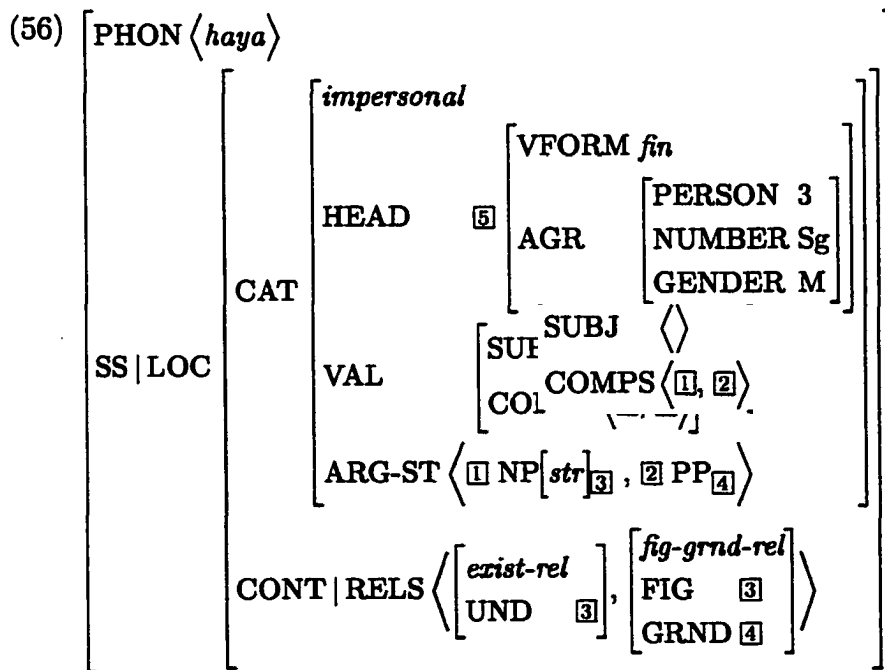 (56) [PHON ⟨haya⟩
impersonal
VFORM fin
PERSON 3
HEAD [5] AGR NUMBER Sg
GENDER M
CAT
SUBJ ⟨⟩
SS|LOC VAL COMPS ⟨[1], [2]⟩
ARG-ST ⟨[1] NP[str][3], [2] PP[4]⟩
exist-rel fig-grnd-rel
CONT|RELS ⟨[UND [3]], [FIG [3]
GRND [4]]⟩